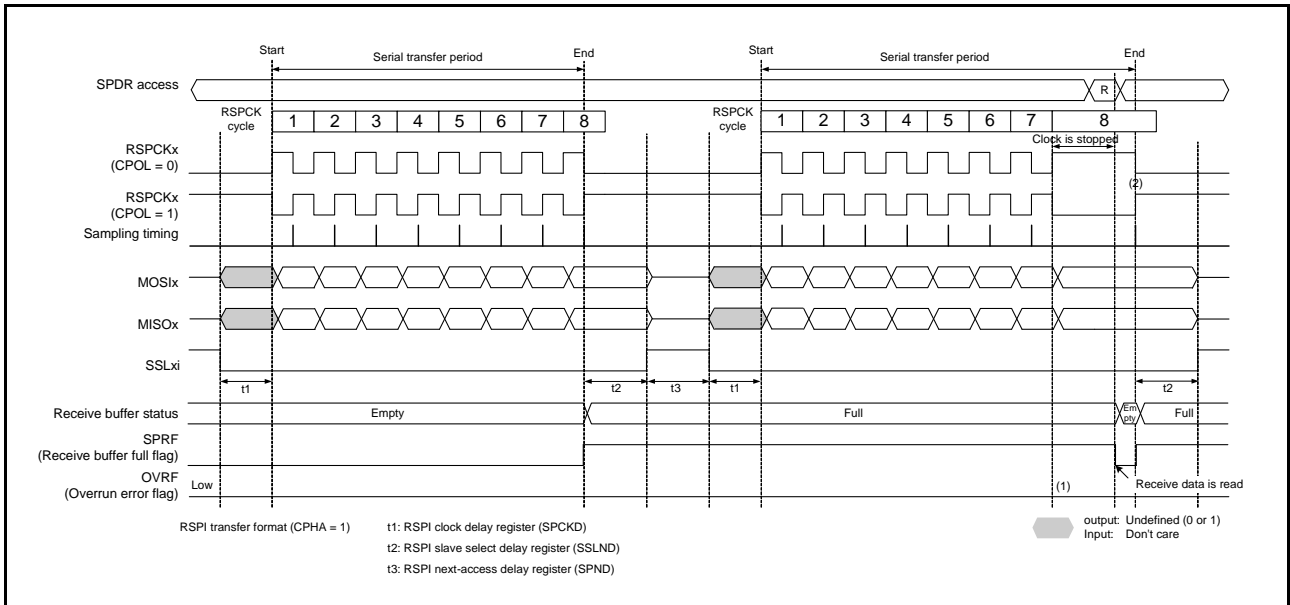 Start
Serial transfer period
End
Start
Serial transfer period
End
SPDR access
R
RSPCK
cycle
1 2 3 4 5 6 7 8
RSPCK
cycle
1 2 3 4 5 6 7 8
Clock is stopped
RSPCKx
(CPOL = 0)
(2)
RSPCKx
(CPOL = 1)
Sampling timing
MOSIx
MISOx
SSLxi
t1
t2
t3
t1
t2
Receive buffer status
Empty
Full
Em
pty
Full
SPRF
(Receive buffer full flag)
OVRF
(Overrun error flag)
Low
(1)
Receive data is read
RSPI transfer format (CPHA = 1)
t1: RSPI clock delay register (SPCKD)
t2: RSPI slave select delay register (SSLND)
t3: RSPI next-access delay register (SPND)
output: Undefined (0 or 1)
Input: Don't care